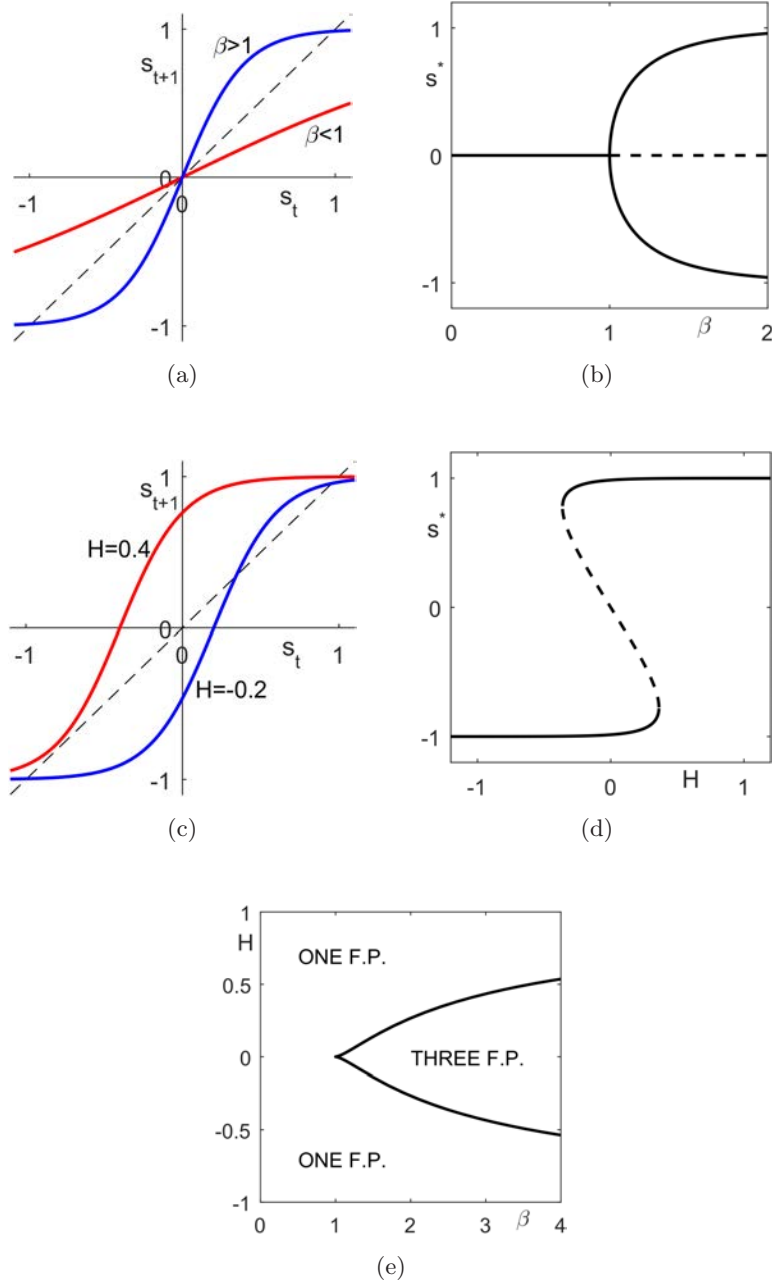 1
β>1
s_{t+1}
β<1
0
-1
0
s_t
1
-1
(a)
1
s^*
0
-1
0
1
β
2
(b)
1
s_{t+1}
H=0.4
0
-1
0
s_t
1
H=-0.2
-1
(c)
1
s^*
0
-1
-1
0
H
1
(d)
1
H
ONE F.P.
0.5
0
THREE F.P.
-0.5
ONE F.P.
-1
0
1
2
3
β
4
(e)